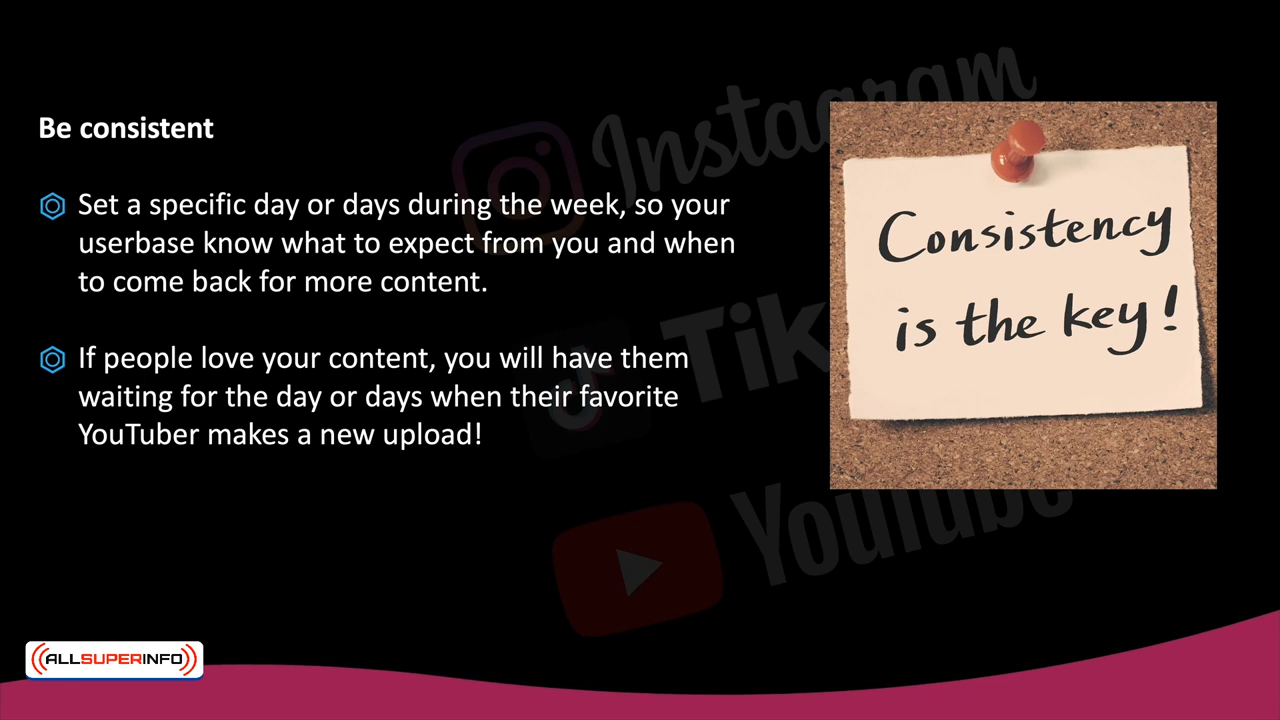 Be consistent
Set a specific day or days during the week, so your
userbase know what to expect from you and when
to come back for more content.
If people love your content, you will have them
waiting for the day or days when their favorite
YouTuber makes a new upload!
Instagram
TikT
YouTube
Consistency
is the key!
ALLSUPERINFO